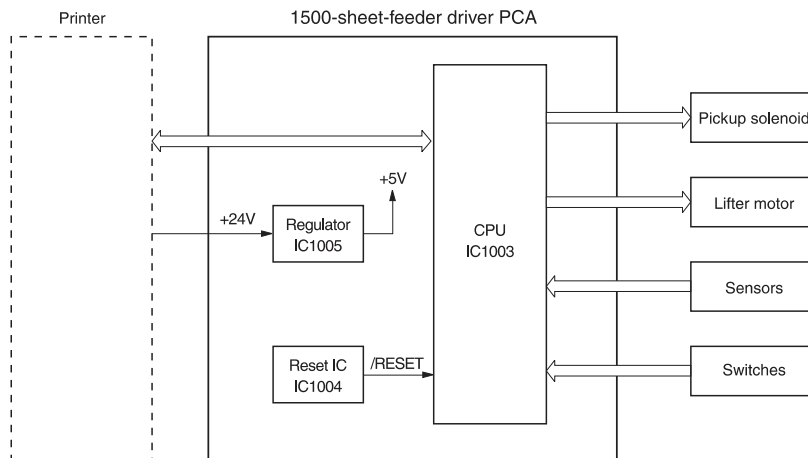 Printer
1500-sheet-feeder driver PCA
Pickup solenoid
+5V
+24V
Regulator
IC1005
CPU
IC1003
Lifter motor
Sensors
Reset IC
IC1004
/RESET
Switches